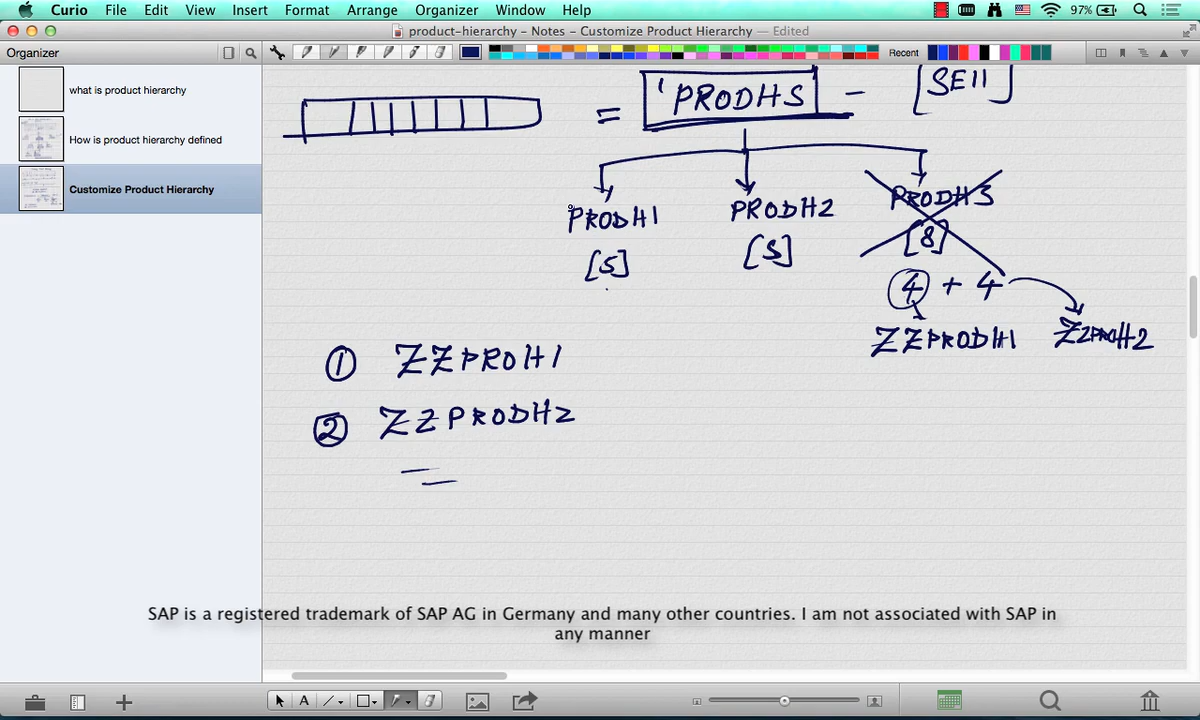 Curio File Edit View Insert Format Arrange Organizer Window Help 97%
product-hierarchy – Notes – Customize Product Hierarchy — Edited
Organizer Recent
what is product hierarchy
How is product hierarchy defined
Customize Product Hierarchy
= 'PRODHS - [SE11]
PRODH1 PRODH2 PRODH3
[5] [5] [8]
4 + 4
ZZPRODH1 ZZPRDH2
① ZZPROH1
② ZZPRODH2
SAP is a registered trademark of SAP AG in Germany and many other countries. I am not associated with SAP in
any manner
A